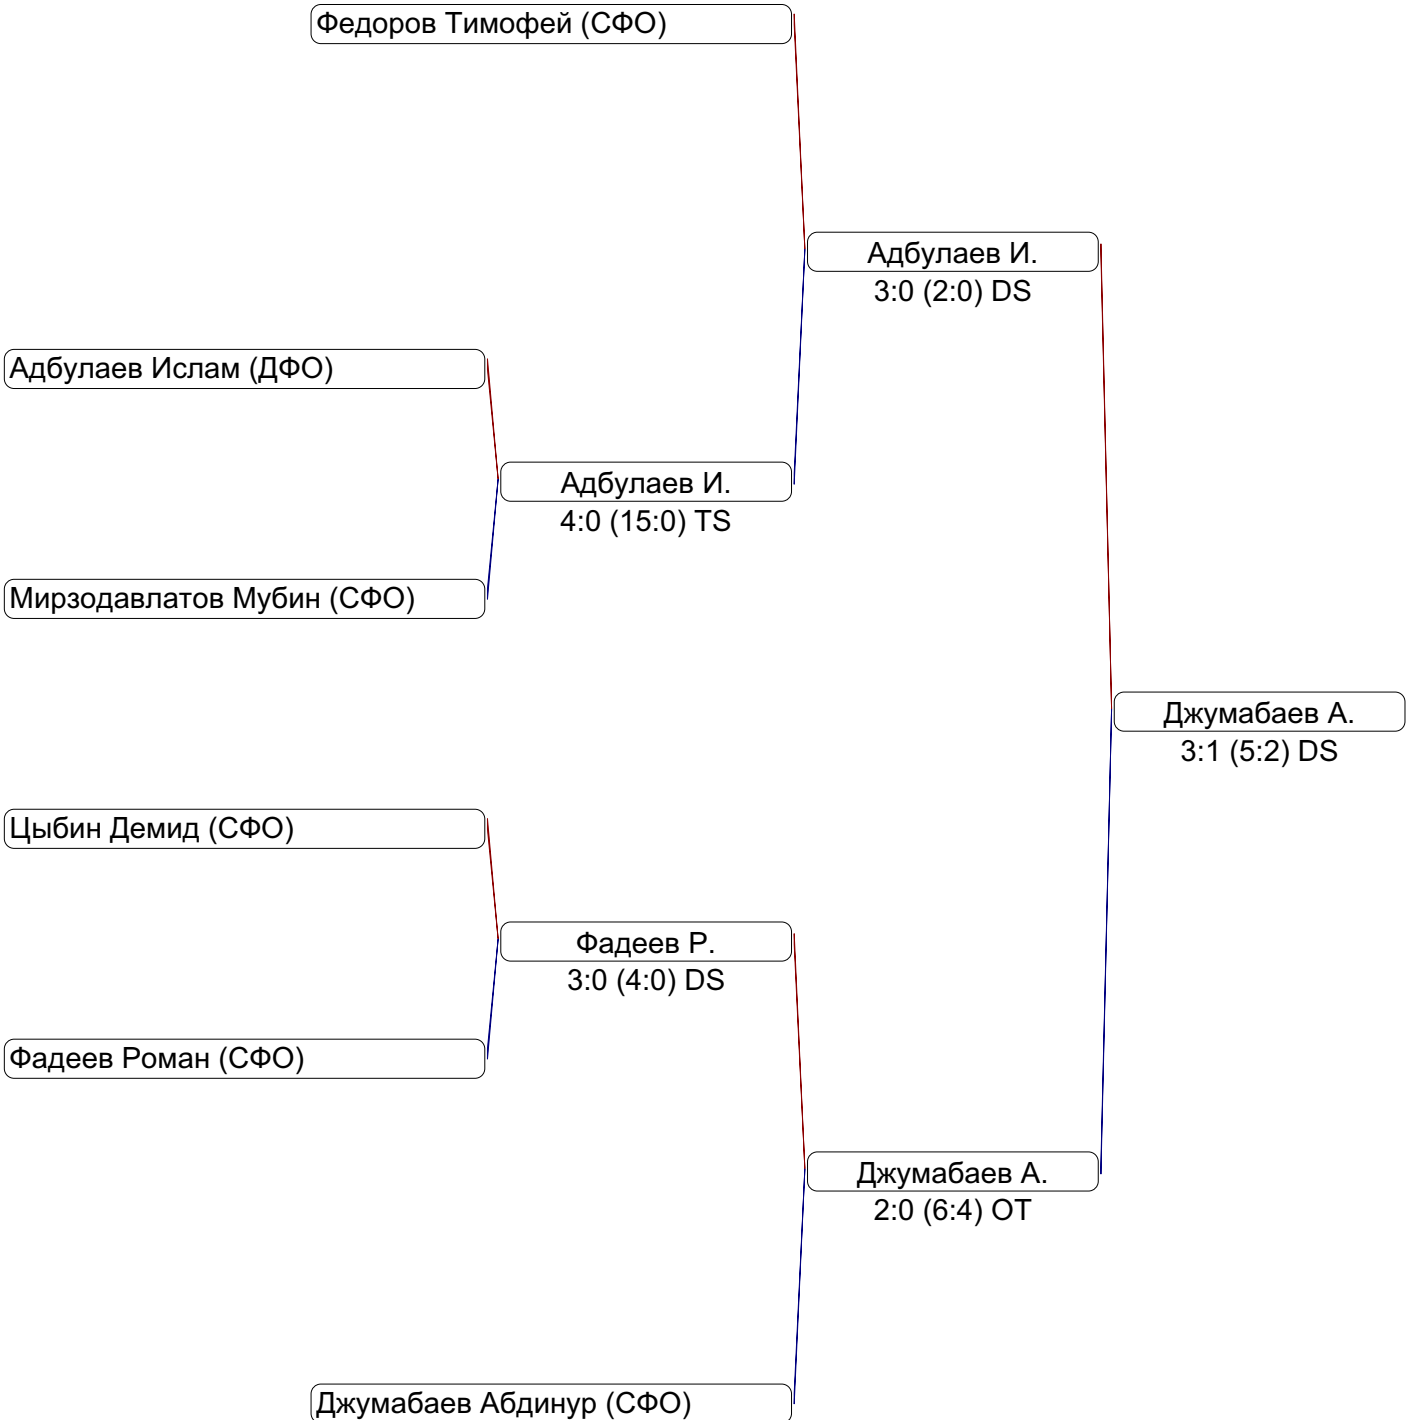 Федоров Тимофей (СФО)
Адбулаев И.
3:0 (2:0) DS
Адбулаев Ислам (ДФО)
Адбулаев И.
4:0 (15:0) TS
Мирзодавлатов Мубин (СФО)
Джумабаев А.
3:1 (5:2) DS
Цыбин Демид (СФО)
Фадеев Р.
3:0 (4:0) DS
Фадеев Роман (СФО)
Джумабаев А.
2:0 (6:4) OT
Джумабаев Абдинур (СФО)